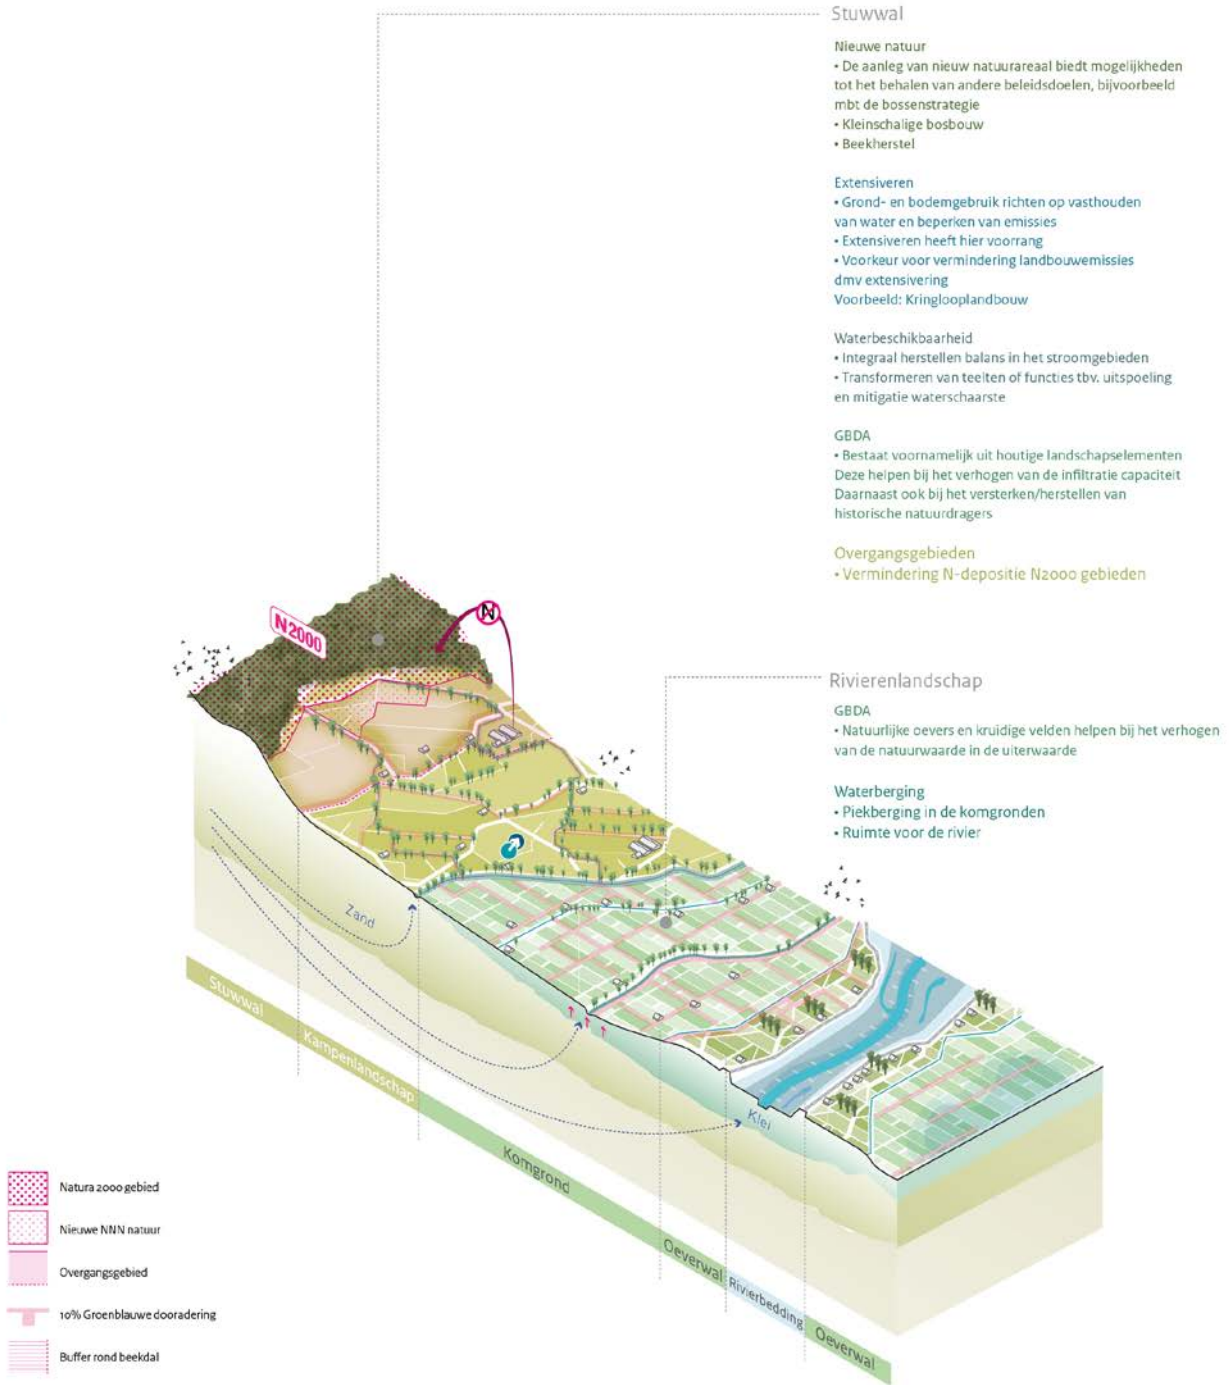 Stuwwal
Nieuwe natuur
• De aanleg van nieuw natuurareaal biedt mogelijkheden
tot het behalen van andere beleidsdoelen, bijvoorbeeld
mbt de bossenstrategie
• Kleinschalige bosbouw
• Beekherstel
Extensiveren
• Grond- en bodemgebruik richten op vasthouden
van water en beperken van emissies
• Extensiveren heeft hier voorrang
• Voorkeur voor vermindering landbouwemissies
dmv extensivering
Voorbeeld: Kringlooplandbouw
Waterbeschikbaarheid
• Integraal herstellen balans in het stroomgebieden
• Transformeren van teelten of functies tbv. uitspoeling
en mitigatie waterschaarste
GBDA
• Bestaat voornamelijk uit houtige landschapselementen
Deze helpen bij het verhogen van de infiltratie capaciteit
Daarnaast ook bij het versterken/herstellen van
historische natuurdragers
Overgangsgebieden
• Vermindering N-depositie N2000 gebieden
N2000
N
Rivierenlandschap
GBDA
• Natuurlijke oevers en kruidige velden helpen bij het verhogen
van de natuurwaarde in de uiterwaarde
Waterberging
• Piekberging in de komgronden
• Ruimte voor de rivier
Zand
Klei
Stuwwal
Kampenlandschap
Komgrond
Oeverwal
Rivierbedding
Oeverwal
Natura 2000 gebied
Nieuwe NNN natuur
Overgangsgebied
10% Groenblauwe dooradering
Buffer rond beekdal